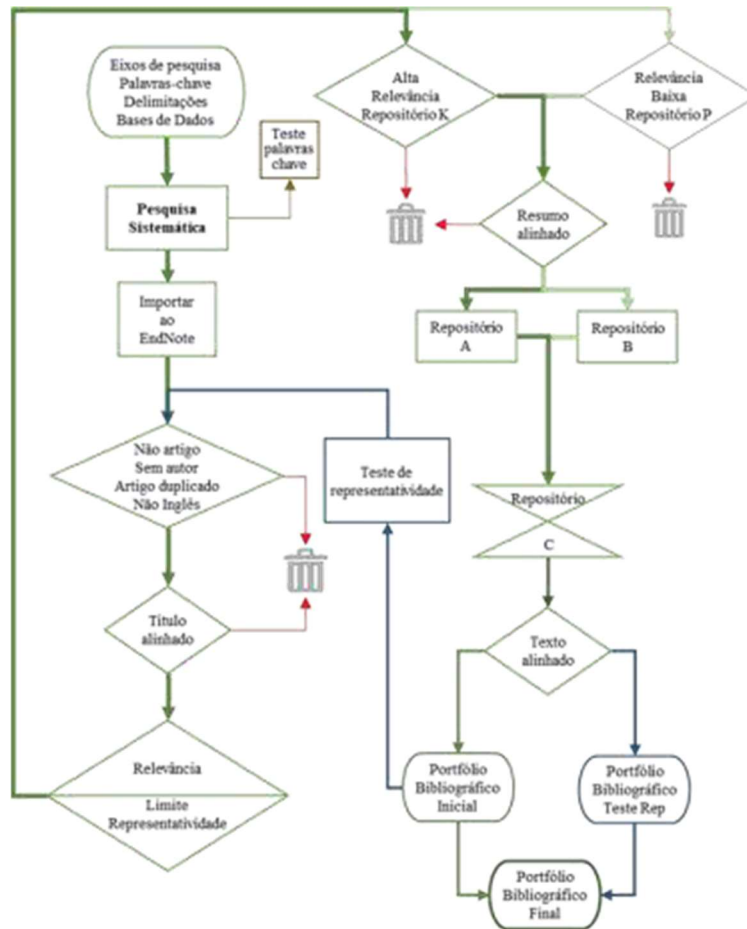 Eixos de pesquisa
Palavras-chave
Delimitações
Bases de Dados
Teste
palavras
chave
Pesquisa
Sistemática
Importar
ao
EndNote
Não artigo
Sem autor
Artigo duplicado
Não Inglês
Título
alinhado
Relevância
Limite
Representatividade
Alta
Relevância
Repositório K
Relevância
Baixa
Repositório P
Resumo
alinhado
Repositório
A
Repositório
B
Teste de
representatividade
Repositório
C
Texto
alinhado
Portfólio
Bibliográfico
Inicial
Portfólio
Bibliográfico
Teste Rep
Portfólio
Bibliográfico
Final